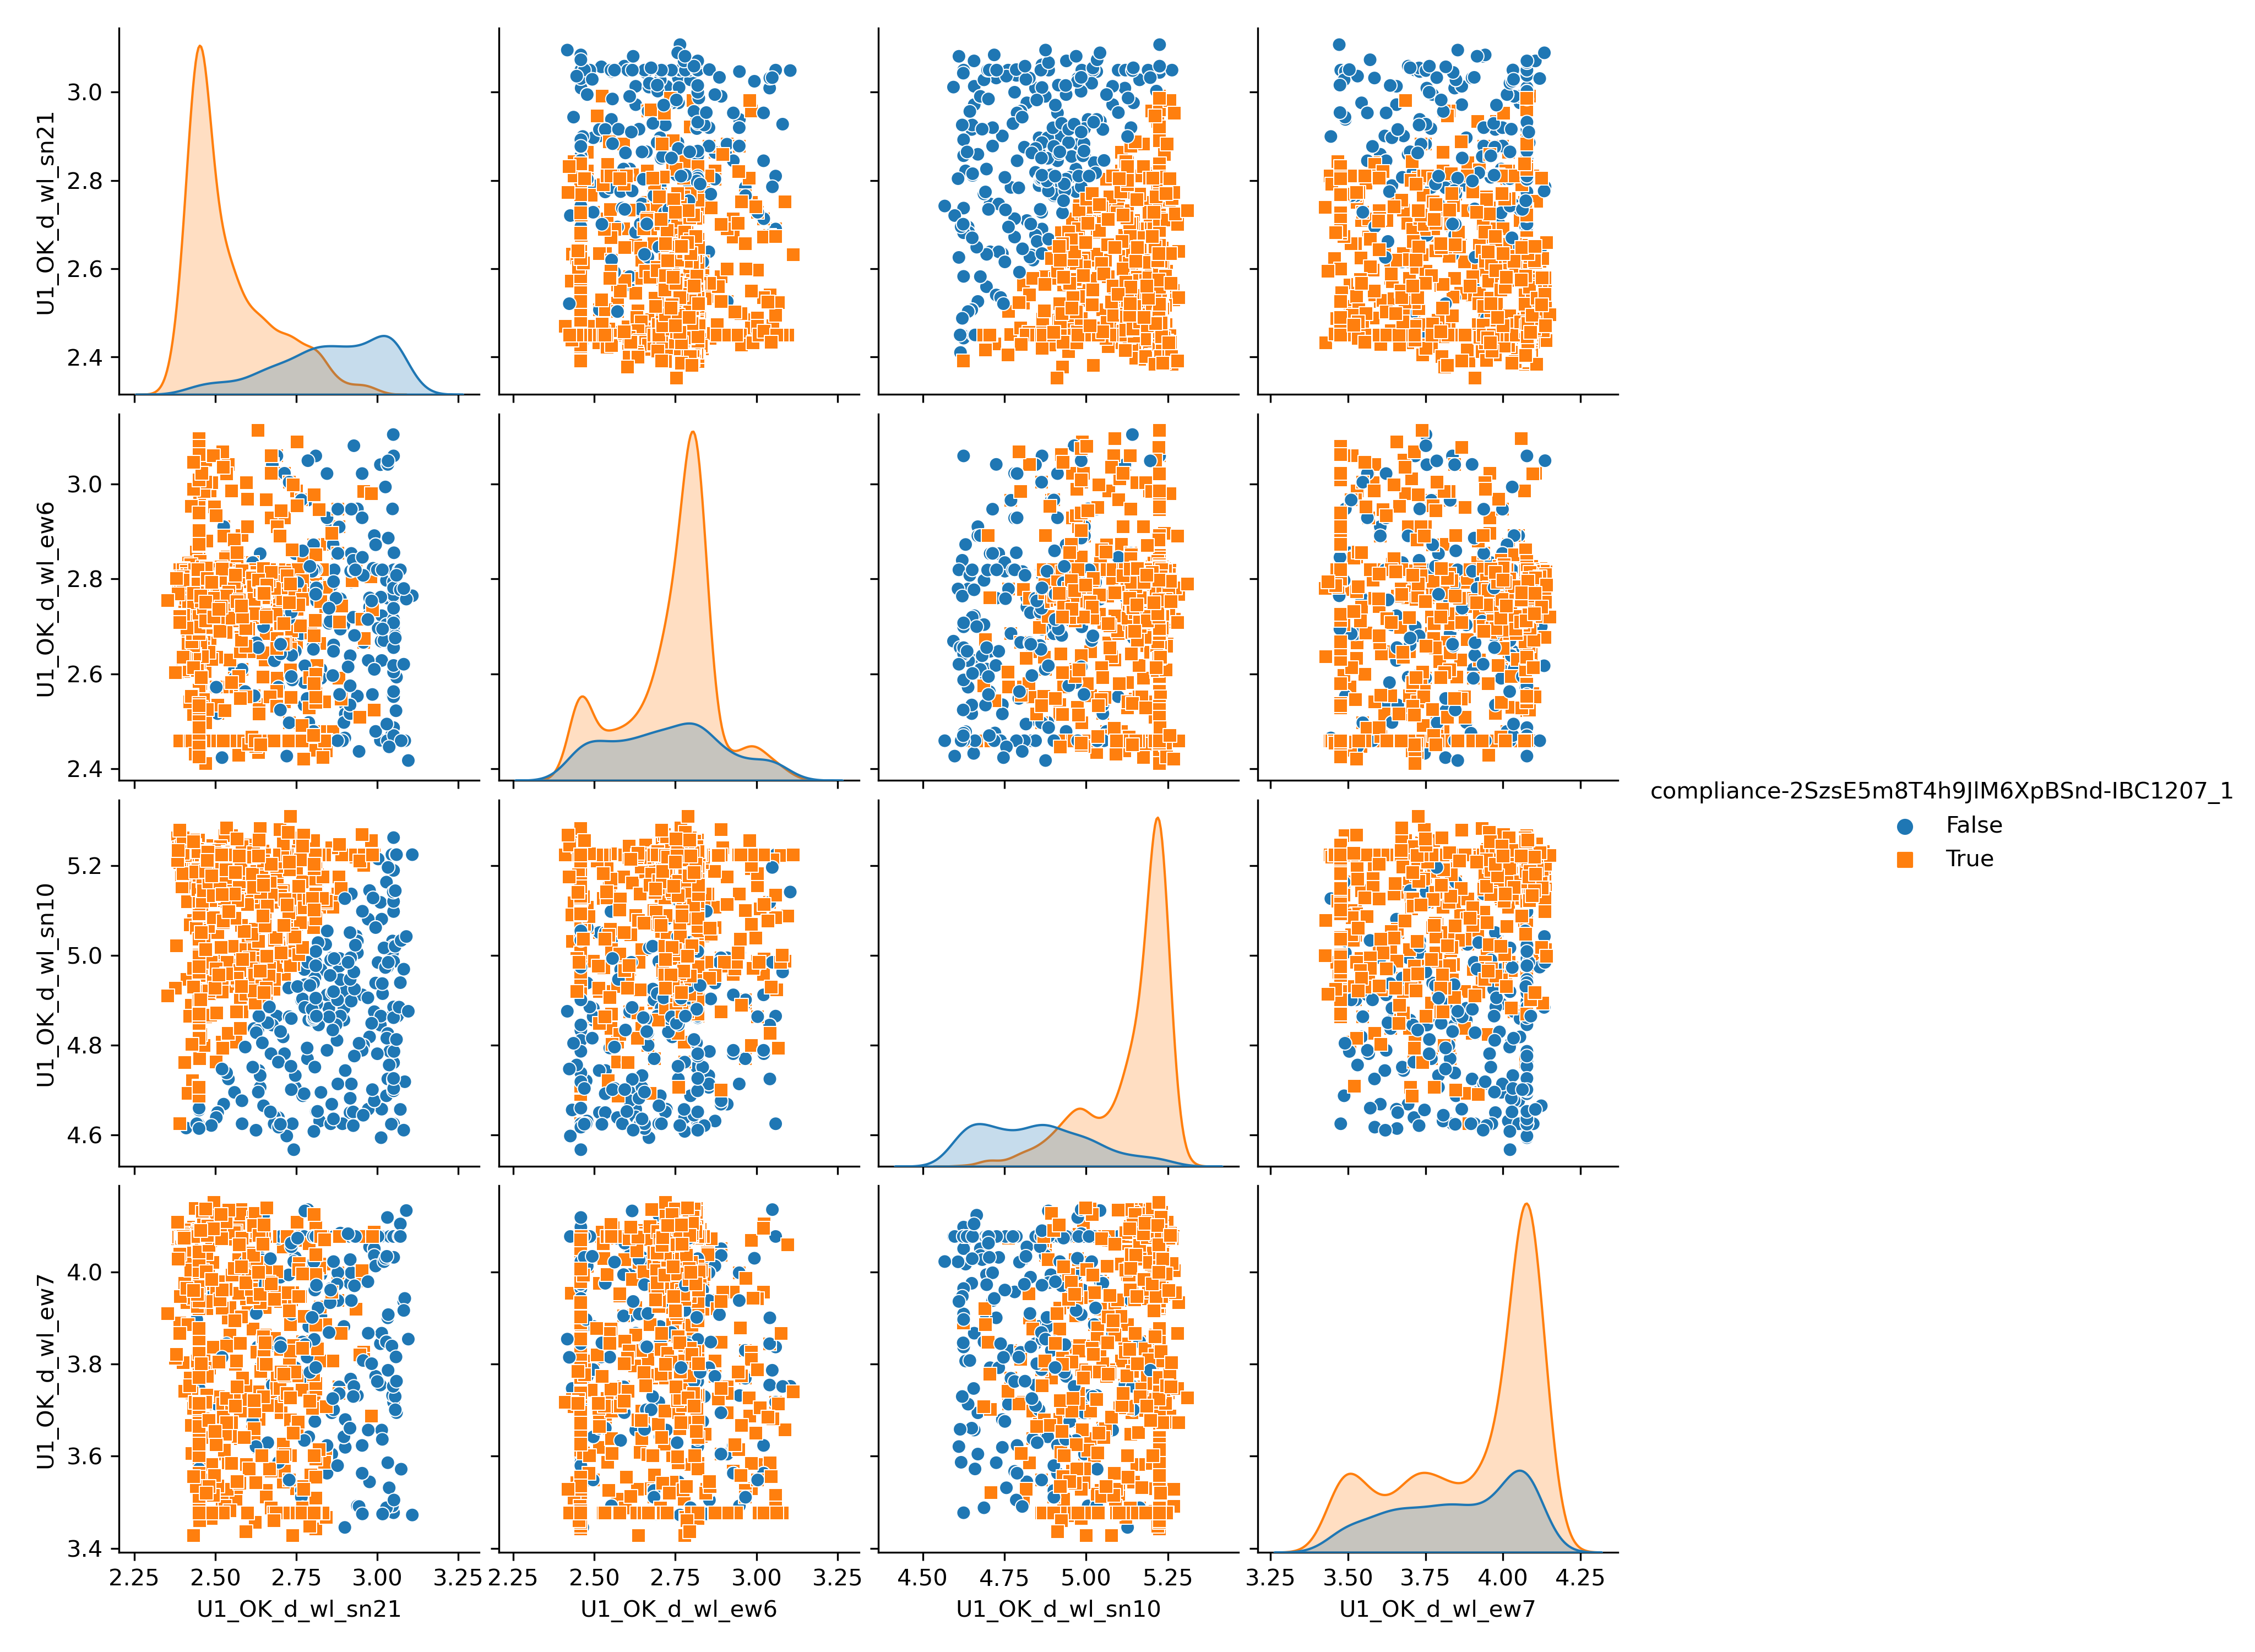 U1_OK_d_wl_sn21
3.0
2.8
2.6
2.4
U1_OK_d_wl_ew6
3.0
2.8
2.6
2.4
U1_OK_d_wl_sn10
5.2
5.0
4.8
4.6
U1_OK_d_wl_ew7
4.0
3.8
3.6
3.4
2.25 2.50 2.75 3.00 3.25
U1_OK_d_wl_sn21
2.25 2.50 2.75 3.00 3.25
U1_OK_d_wl_ew6
4.50 4.75 5.00 5.25
U1_OK_d_wl_sn10
3.25 3.50 3.75 4.00 4.25
U1_OK_d_wl_ew7
compliance-2SzsE5m8T4h9JlM6XpBSnd-IBC1207_1
False
True